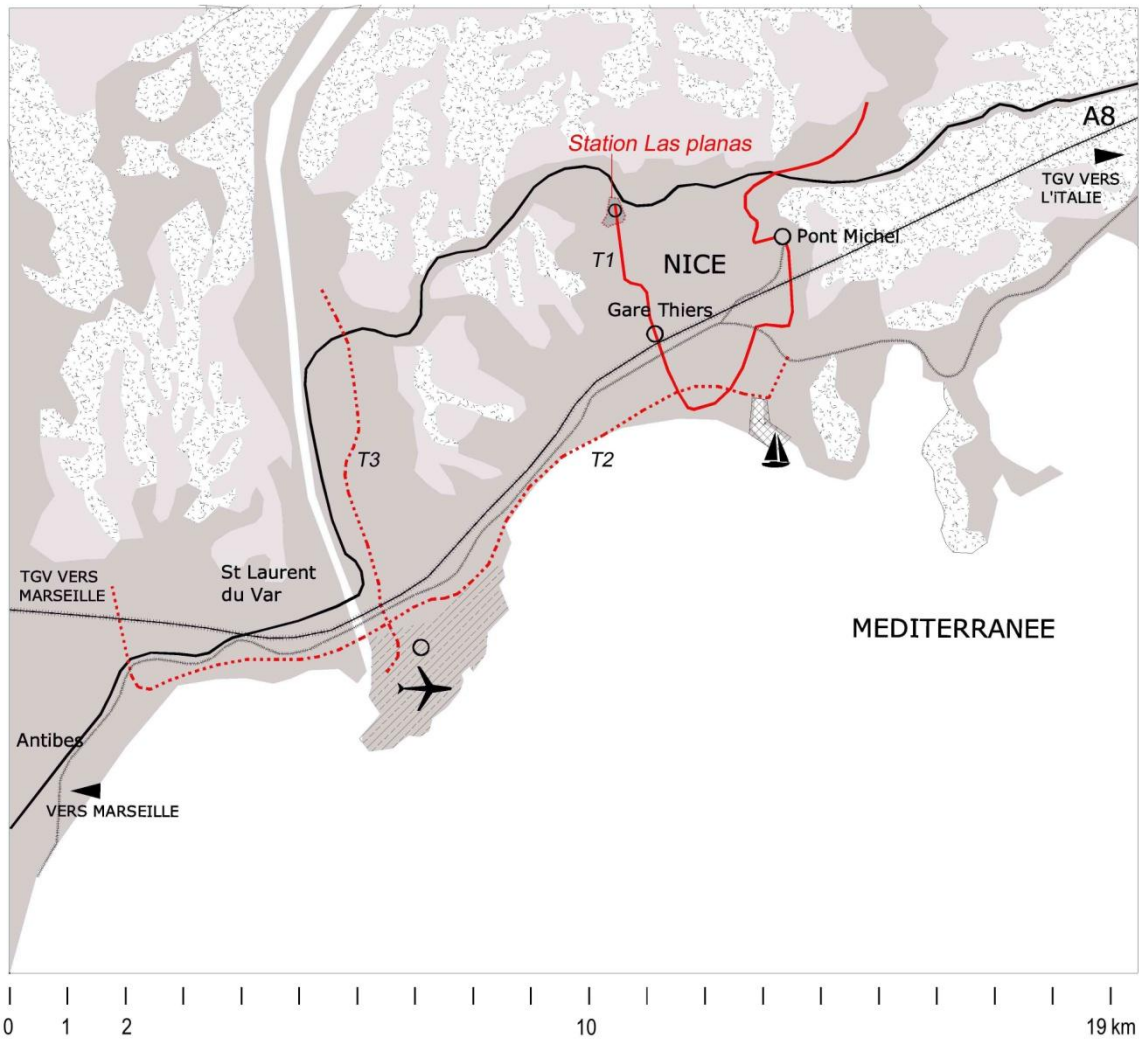 A8
Station Las planas
TGV VERS
L'iTALIE
Pont Michel
T1
NICE
Gare Thiers
T3
T2
TGV VERS
MARSEILLE
St Laurent
du Var
MEDITERRANEE
Antibes
VERS MARSEILLE
0 1 2 10 19 km